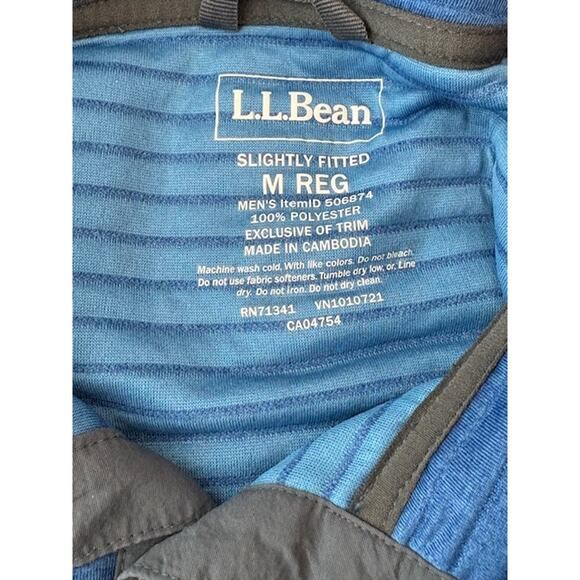 L.L.Bean
SLIGHTLY FITTED
M REG
MEN'S ItemID 506874
100% POLYESTER
EXCLUSIVE OF TRIM
MADE IN CAMBODIA
Machine wash cold. With like colors. Do not bleach.
Do not use fabric softeners. Tumble dry low, or, Line
dry. Do not iron. Do not dry clean.
RN71341 VN1010721
CA04754